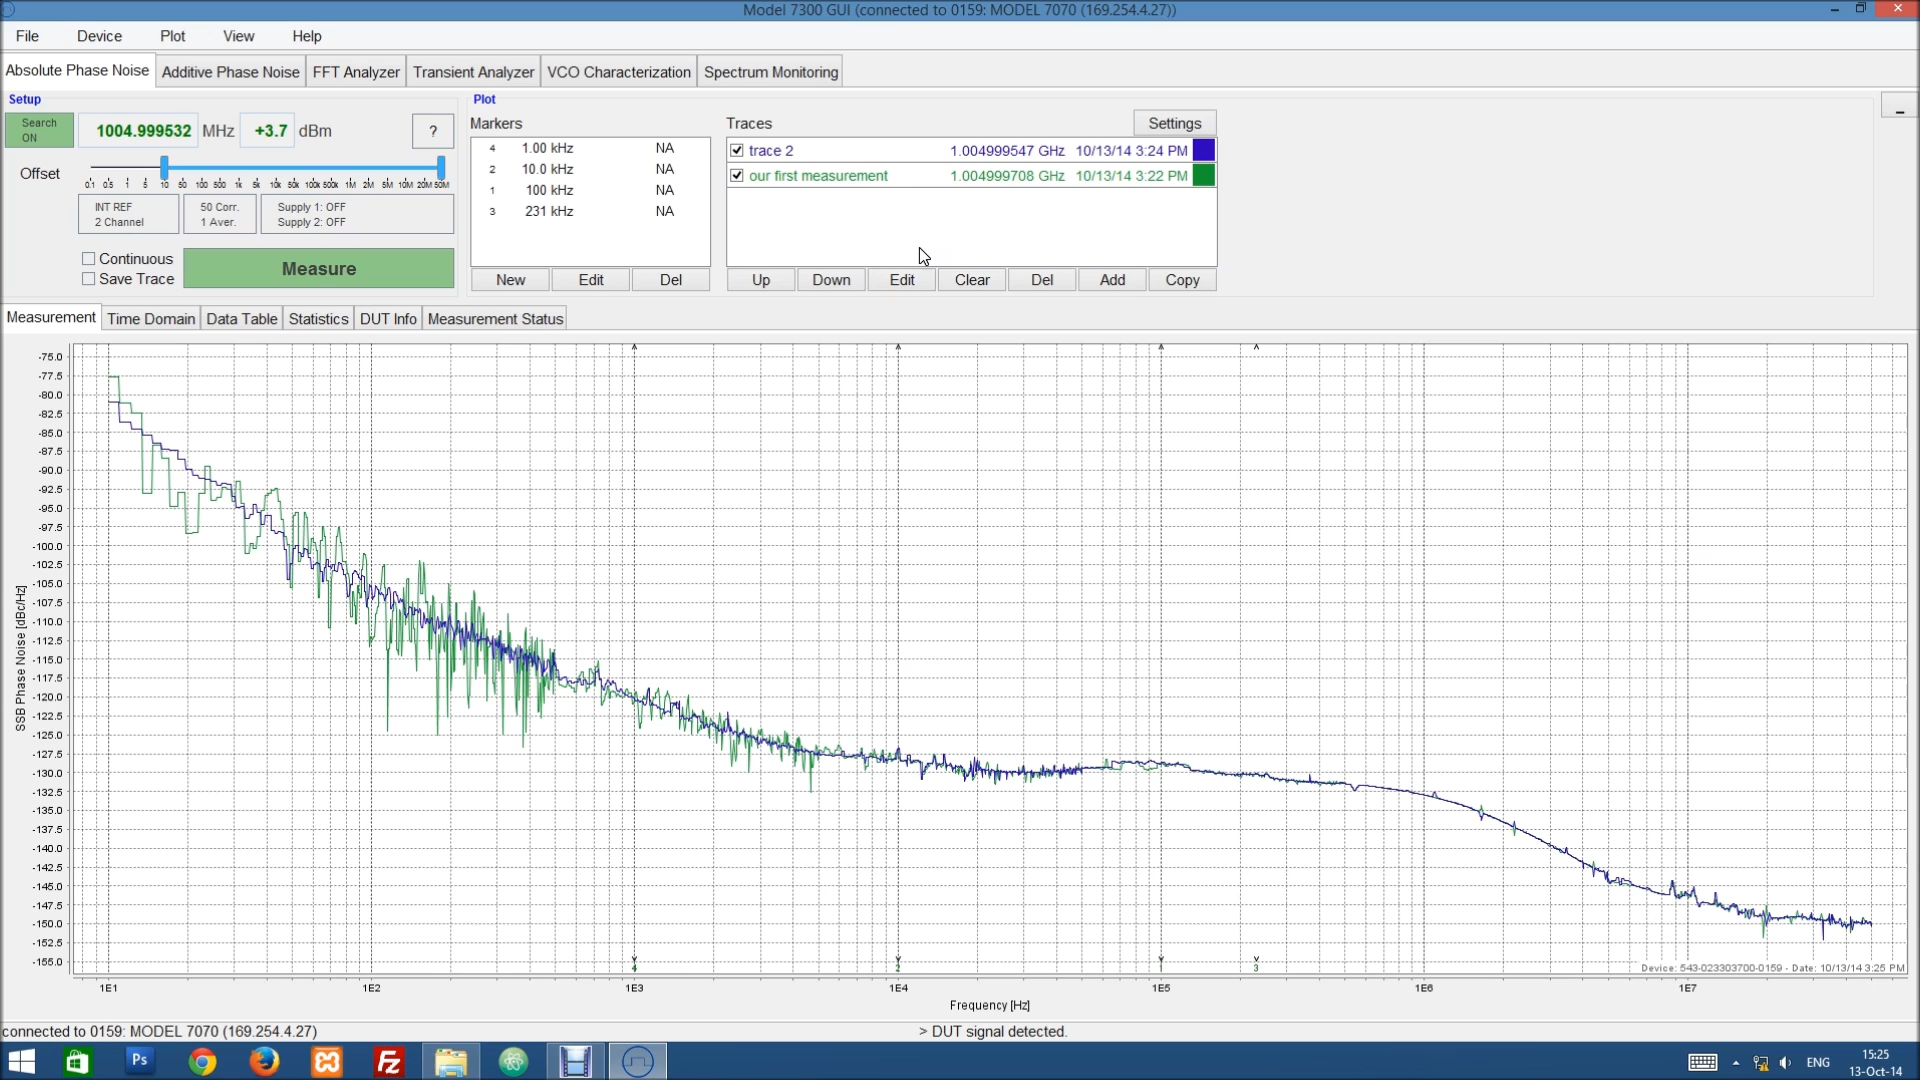 Model 7300 GUI (connected to 0159: MODEL 7070 (169.254.4.27))
File Device Plot View Help
Absolute Phase Noise Additive Phase Noise FFT Analyzer Transient Analyzer VCO Characterization Spectrum Monitoring
Setup
Search ON
1004.999532 MHz +3.7 dBm ?
Offset
0.1 0.5 1 5 10 50 100 500 1k 5k 10k 50k 100k 500k 1M 2M 5M 10M 20M 50M
INT REF
2 Channel
50 Corr.
1 Aver.
Supply 1: OFF
Supply 2: OFF
Continuous
Save Trace
Measure
Plot
Markers
4 1.00 kHz NA
2 10.0 kHz NA
1 100 kHz NA
3 231 kHz NA
New Edit Del
Traces
Settings
trace 2 1.004999547 GHz 10/13/14 3:24 PM
our first measurement 1.004999708 GHz 10/13/14 3:22 PM
Up Down Edit Clear Del Add Copy
Measurement Time Domain Data Table Statistics DUT Info Measurement Status
SSB Phase Noise [dBc/Hz]
-75.0
-77.5
-80.0
-82.5
-85.0
-87.5
-90.0
-92.5
-95.0
-97.5
-100.0
-102.5
-105.0
-107.5
-110.0
-112.5
-115.0
-117.5
-120.0
-122.5
-125.0
-127.5
-130.0
-132.5
-135.0
-137.5
-140.0
-142.5
-145.0
-147.5
-150.0
-152.5
-155.0
4 2 1 3
Device: 543-023303700-0159 - Date: 10/13/14 3:25 PM
1E1 1E2 1E3 1E4 1E5 1E6 1E7
Frequency [Hz]
connected to 0159: MODEL 7070 (169.254.4.27)
> DUT signal detected.
Ps
Fz
ENG
15:25
13-Oct-14